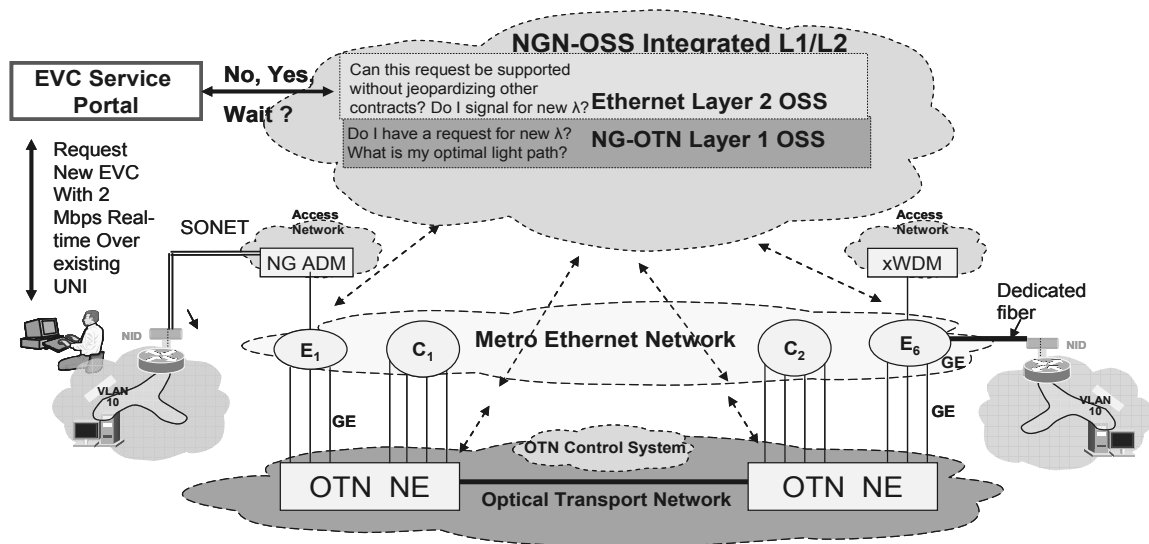 NGN-OSS Integrated L1/L2
EVC Service
Portal
No, Yes,
Wait ?
Can this request be supported
without jeopardizing other
contracts? Do I signal for new λ?
Ethernet Layer 2 OSS
Do I have a request for new λ?
What is my optimal light path?
NG-OTN Layer 1 OSS
Request
New EVC
With 2
Mbps Real-
time Over
existing
UNI
SONET
Access
Network
NG ADM
Access
Network
xWDM
Dedicated
fiber
NID
Metro Ethernet Network
E1
C1
C2
E6
GE
NID
VLAN
10
VLAN
10
GE
GE
OTN Control System
OTN NE
Optical Transport Network
OTN NE